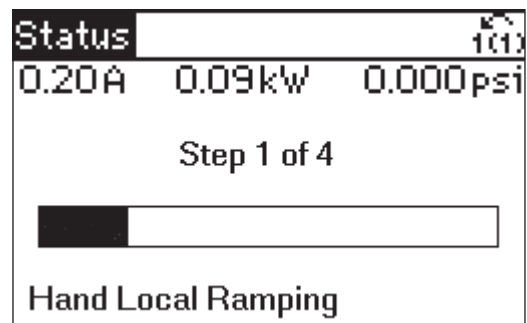 Status 1(1)
0.20A 0.09kW 0.000psi
Step 1 of 4
Hand Local Ramping